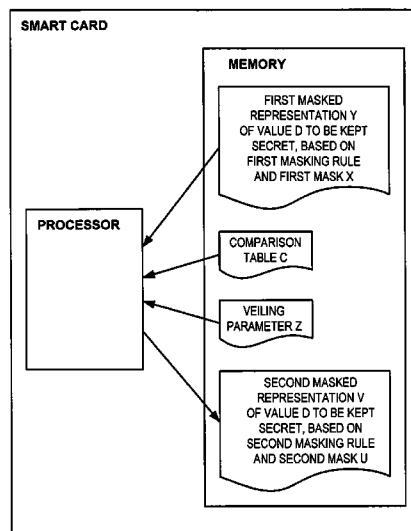 SMART CARD
MEMORY
FIRST MASKED
REPRESENTATION Y
OF VALUE D TO BE KEPT
SECRET, BASED ON
FIRST MASKING RULE
AND FIRST MASK X
PROCESSOR
COMPARISON
TABLE C
VEILING
PARAMETER Z
SECOND MASKED
REPRESENTATION V
OF VALUE D TO BE KEPT
SECRET, BASED ON
SECOND MASKING RULE
AND SECOND MASK U